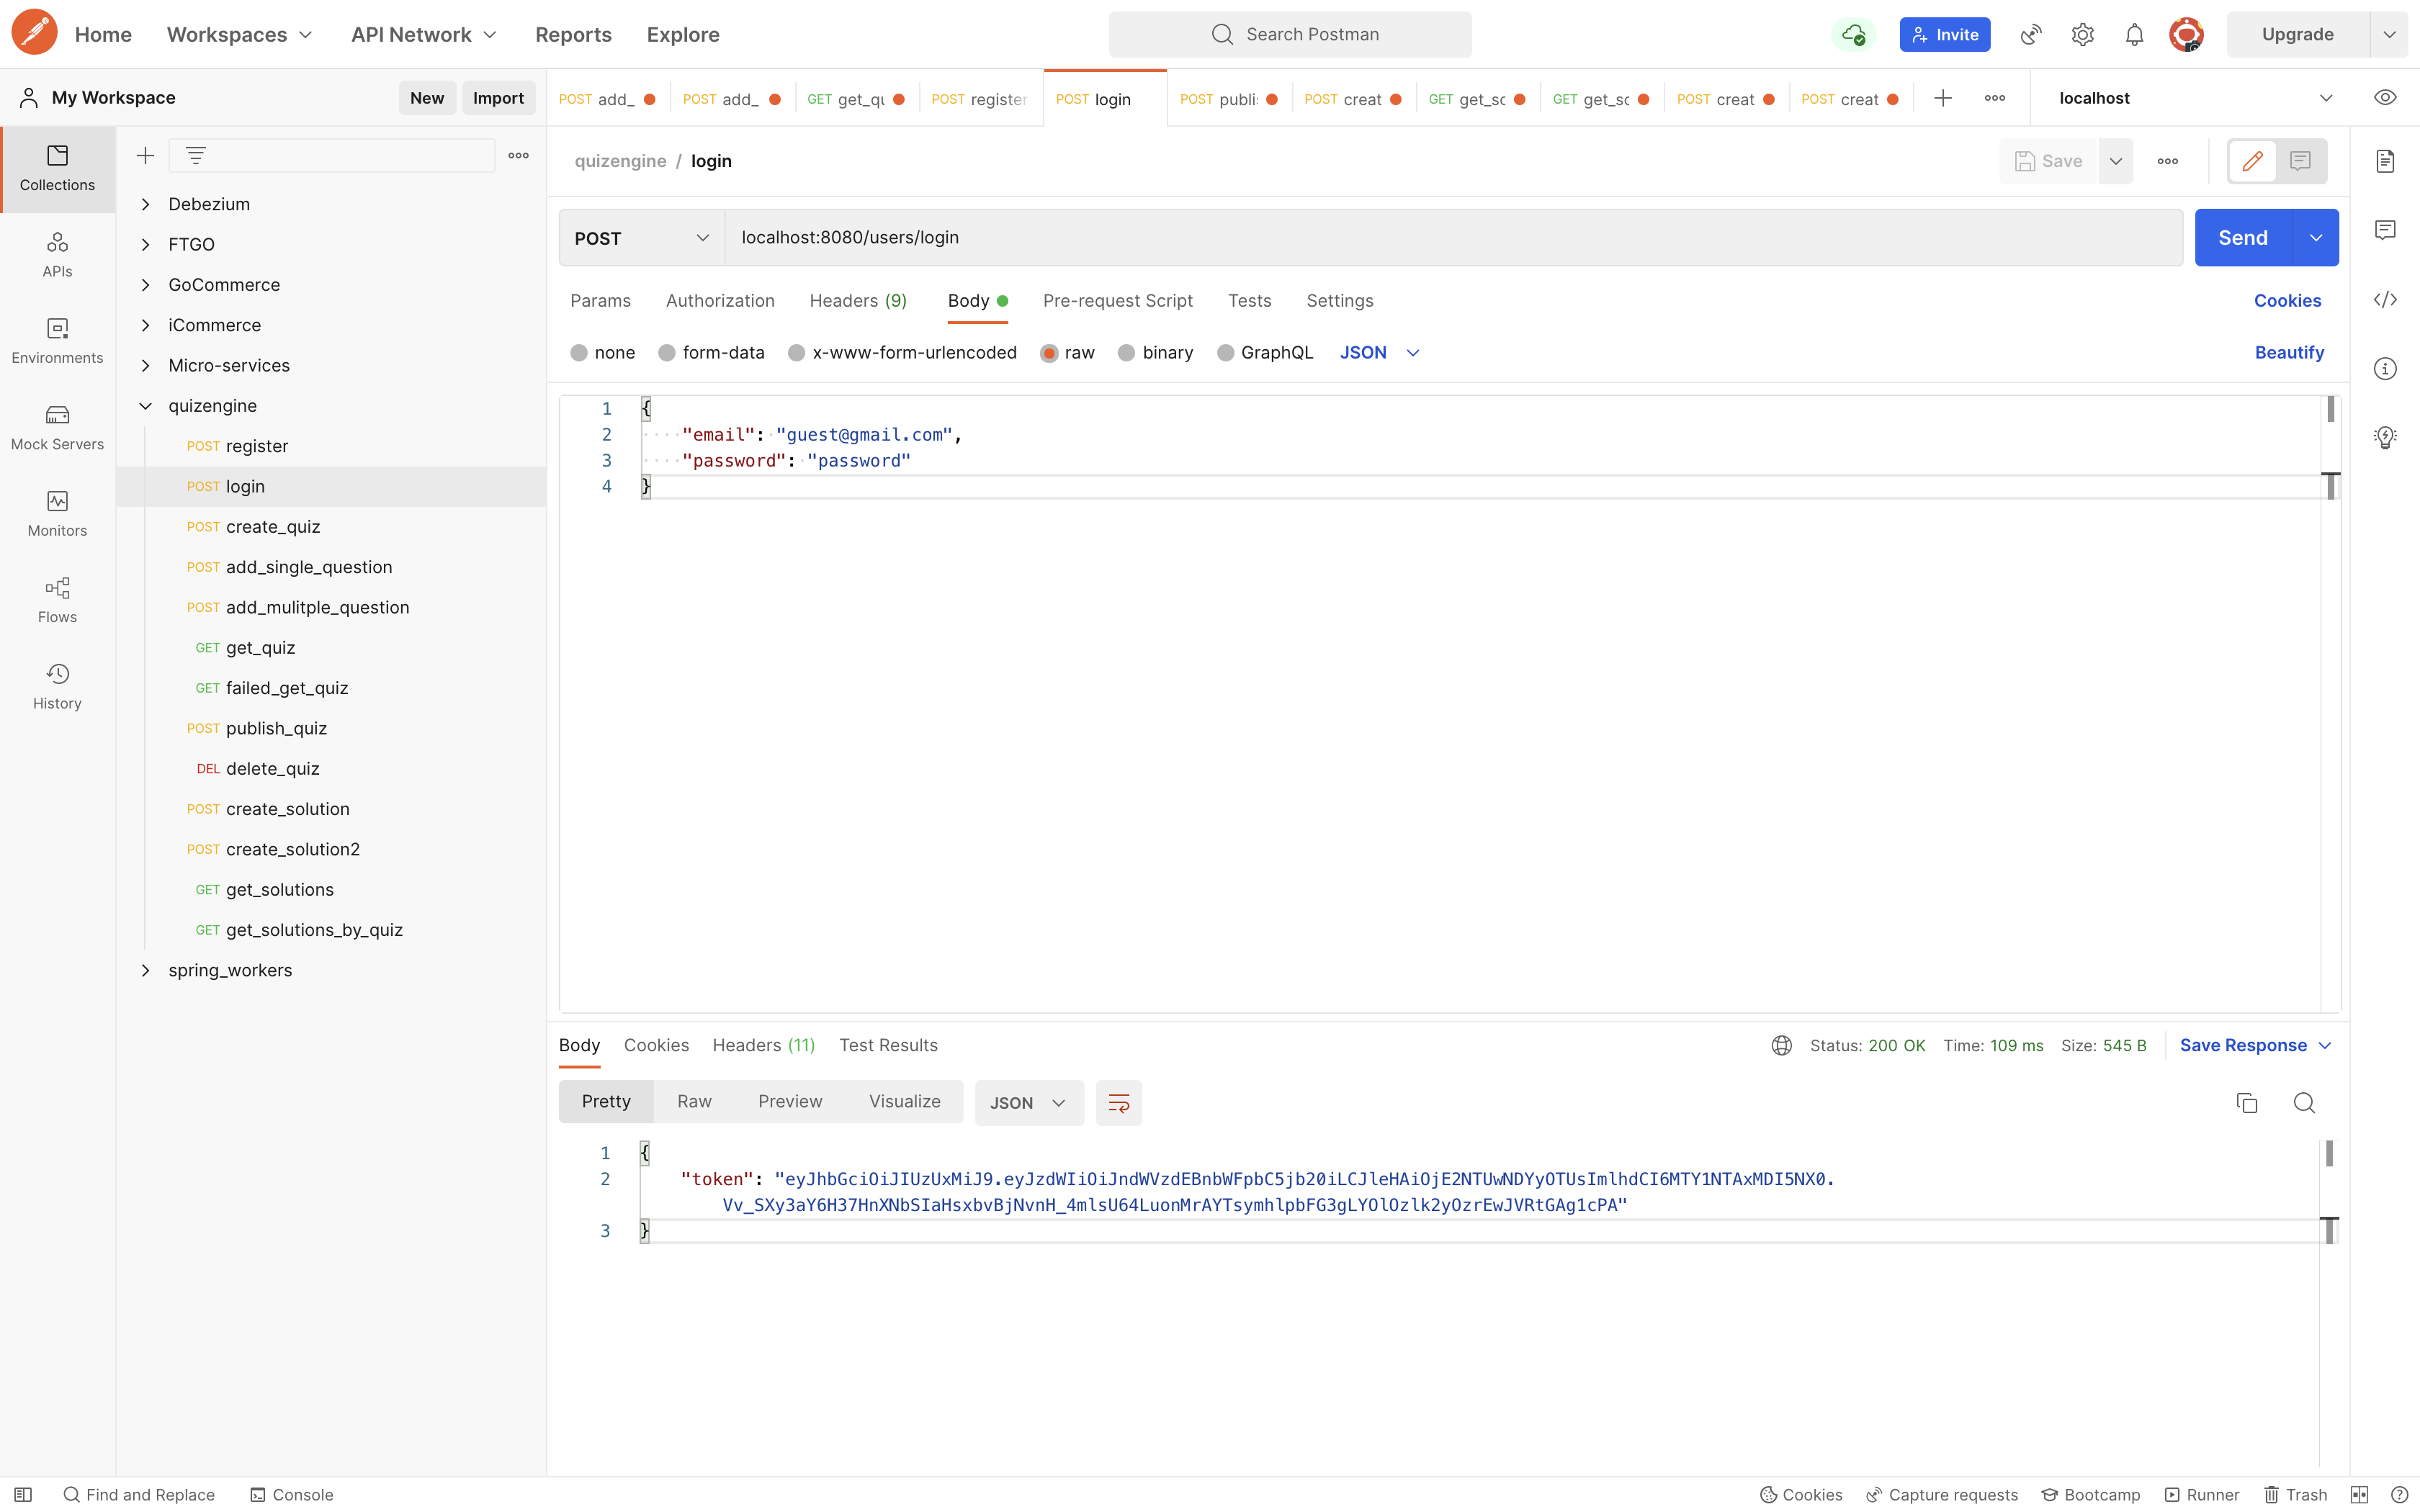 Home Workspaces API Network Reports Explore Search Postman Invite Upgrade
My Workspace New Import
POST add_ POST add_ GET get_qu POST register POST login POST publi: POST creat GET get_sc GET get_sc POST creat POST creat localhost
Collections
APIs
Environments
Mock Servers
Monitors
Flows
History
Debezium
FTGO
GoCommerce
iCommerce
Micro-services
quizengine
POST register
POST login
POST create_quiz
POST add_single_question
POST add_mulitple_question
GET get_quiz
GET failed_get_quiz
POST publish_quiz
DEL delete_quiz
POST create_solution
POST create_solution2
GET get_solutions
GET get_solutions_by_quiz
spring_workers
quizengine / login Save
POST localhost:8080/users/login Send
Params Authorization Headers (9) Body Pre-request Script Tests Settings Cookies
none form-data x-www-form-urlencoded raw binary GraphQL JSON Beautify
1 {
2 "email": "guest@gmail.com",
3 "password": "password"
4 }
Body Cookies Headers (11) Test Results Status: 200 OK Time: 109 ms Size: 545 B Save Response
Pretty Raw Preview Visualize JSON
1 {
2 "token": "eyJhbGciOiJIUzUxMiJ9.eyJzdWIiOiJndWVzdEBnbWFpbC5jb20iLCJleHAiOjE2NTUwNDYyOTUsImlhdCI6MTY1NTAxMDI5NX0.
Vv_SXy3aY6H37HnXNbSIaHsxbvBjNvnH_4mlsU64LuonMrAYTsymhlpbFG3gLYOlOzlk2yOzrEwJVRtGAg1cPA"
3 }
Find and Replace Console Cookies Capture requests Bootcamp Runner Trash